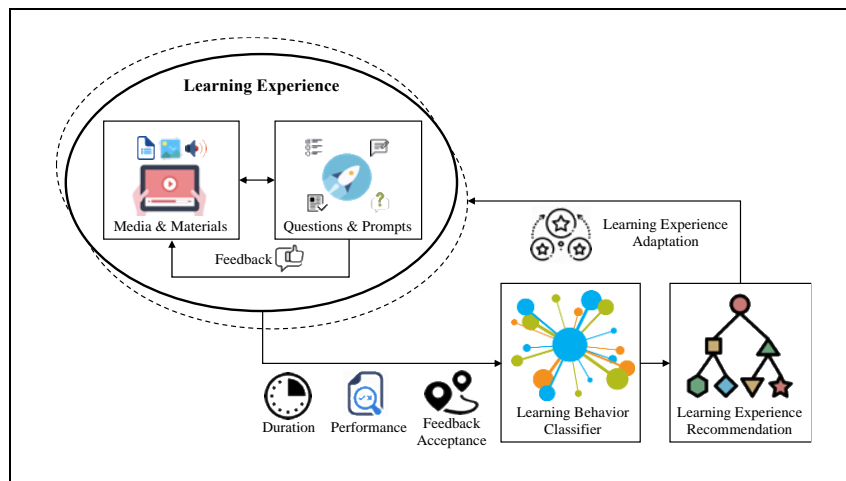 Learning Experience
Media & Materials
Questions & Prompts
Feedback
Learning Experience
Adaptation
Duration
Performance
Feedback
Acceptance
Learning Behavior
Classifier
Learning Experience
Recommendation